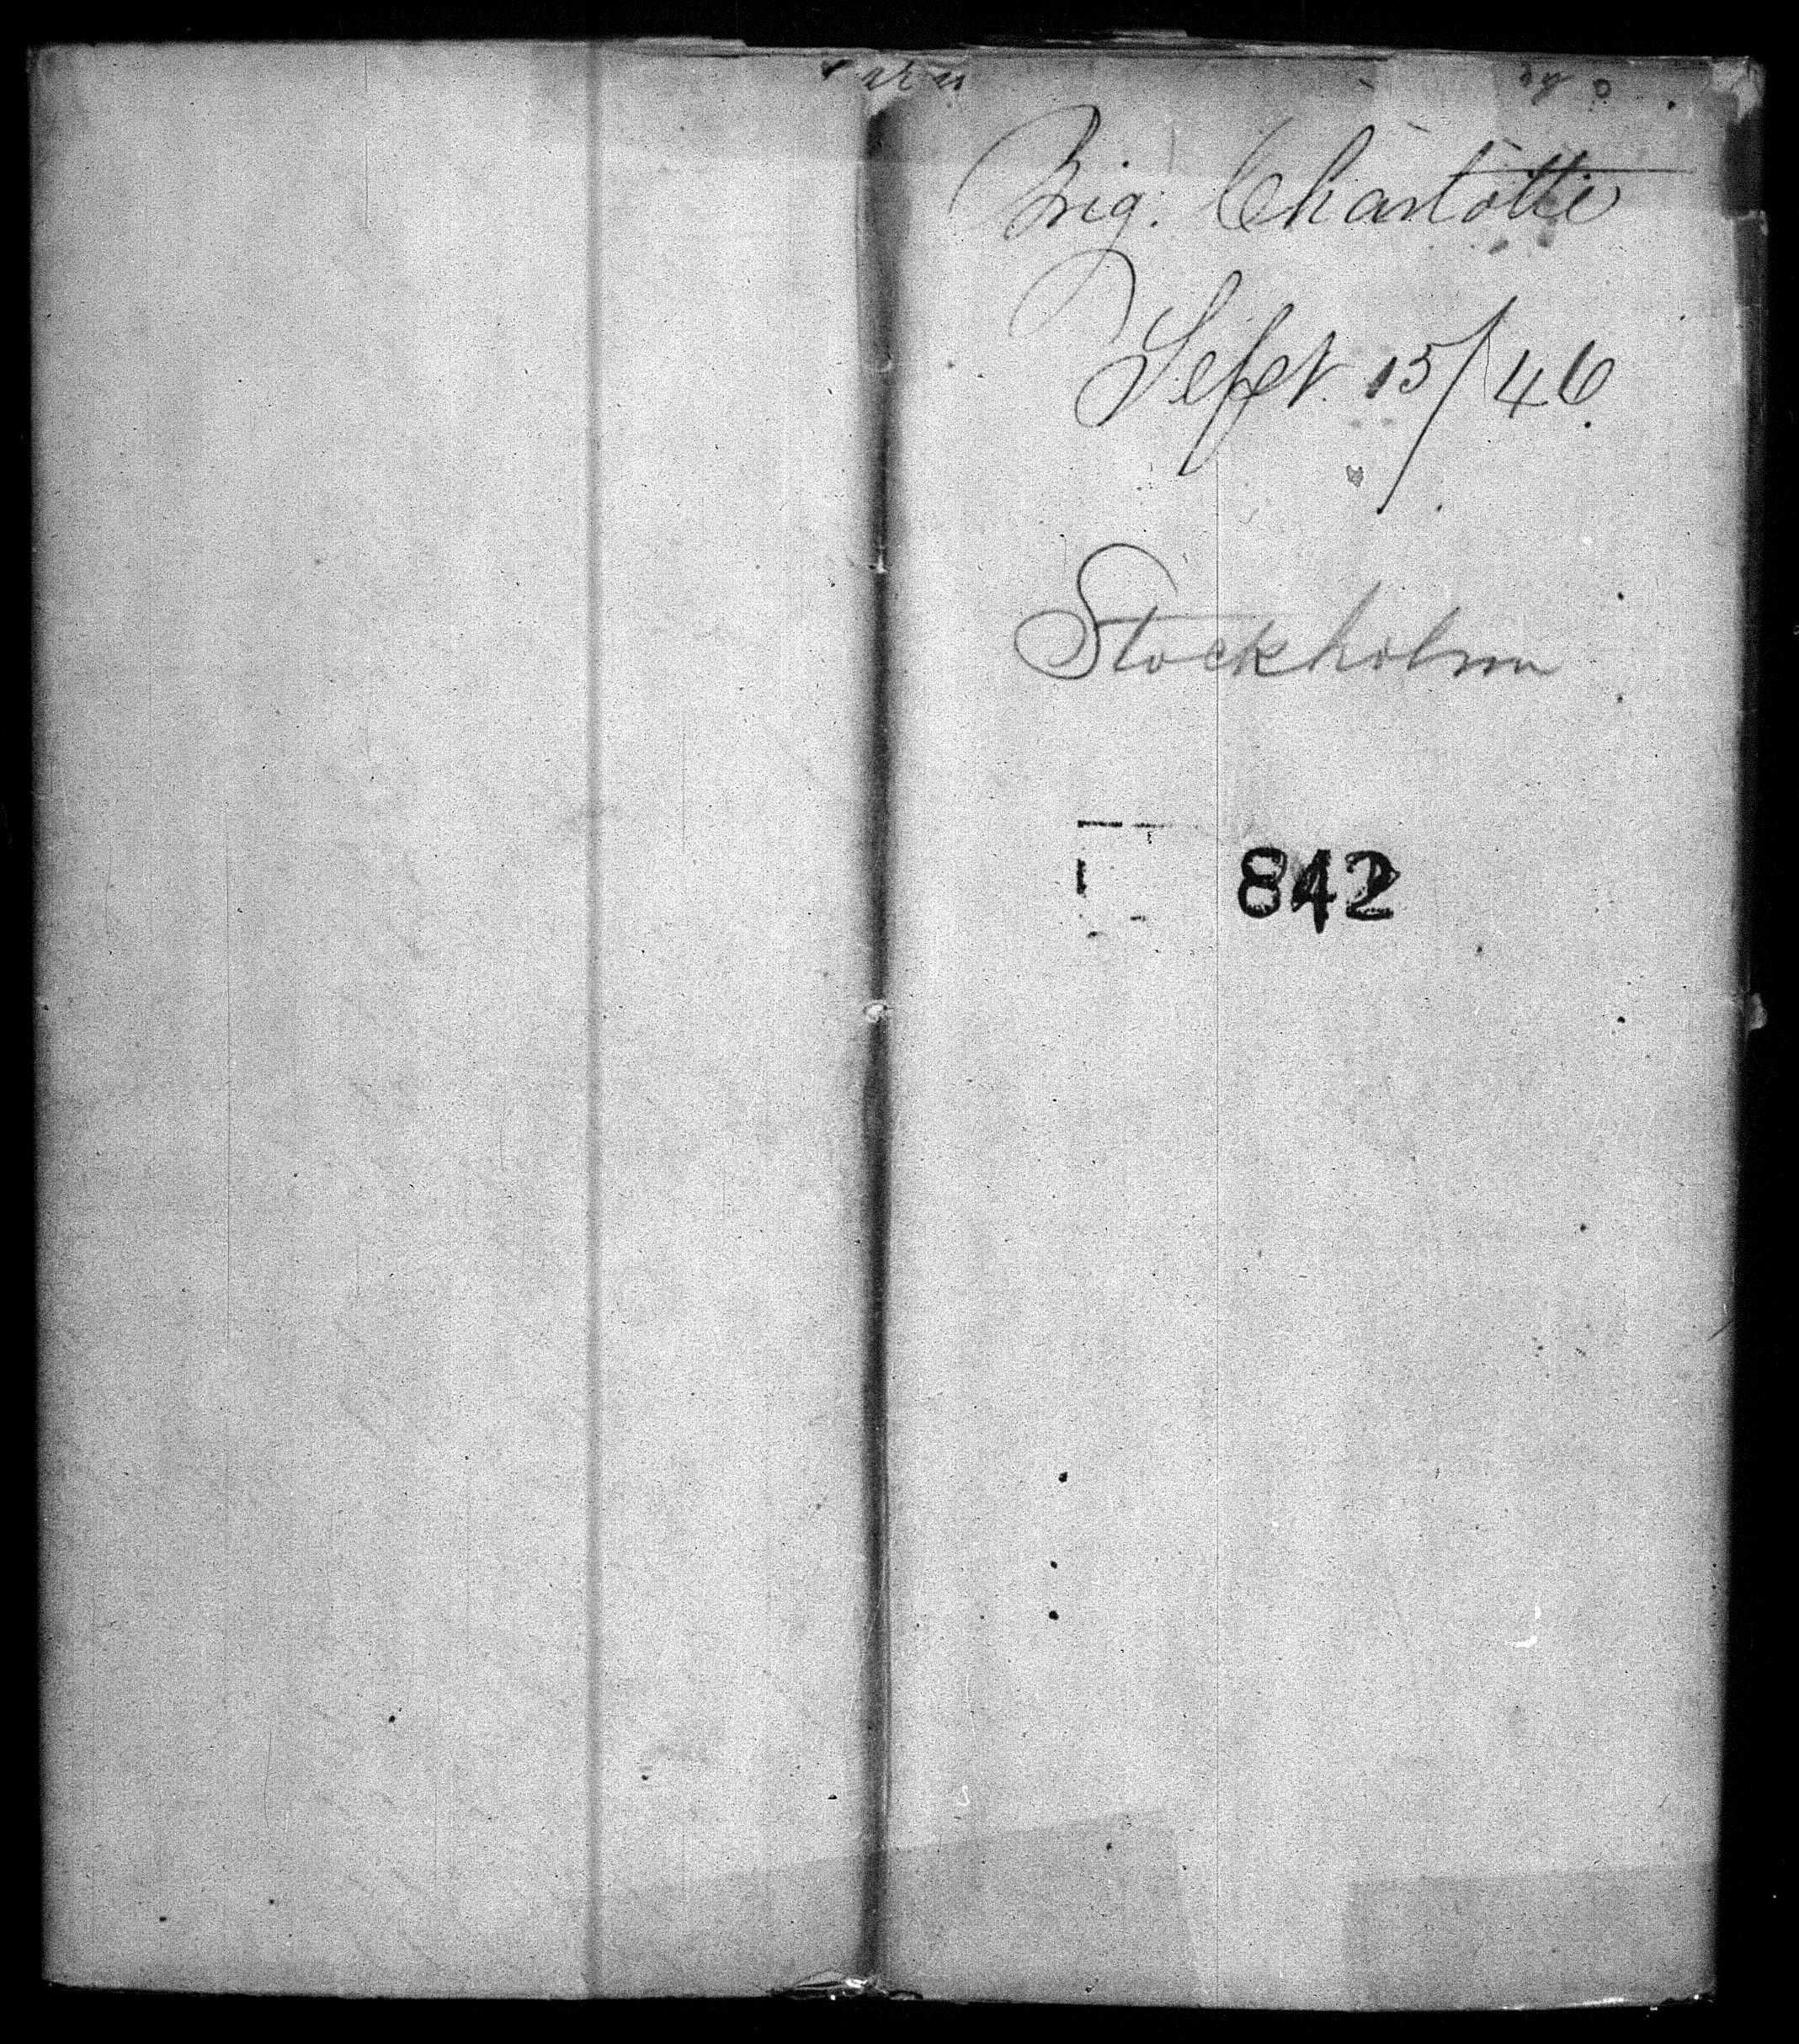 Brig. Charlotte
Sept. 15/46.
Stockholm
842